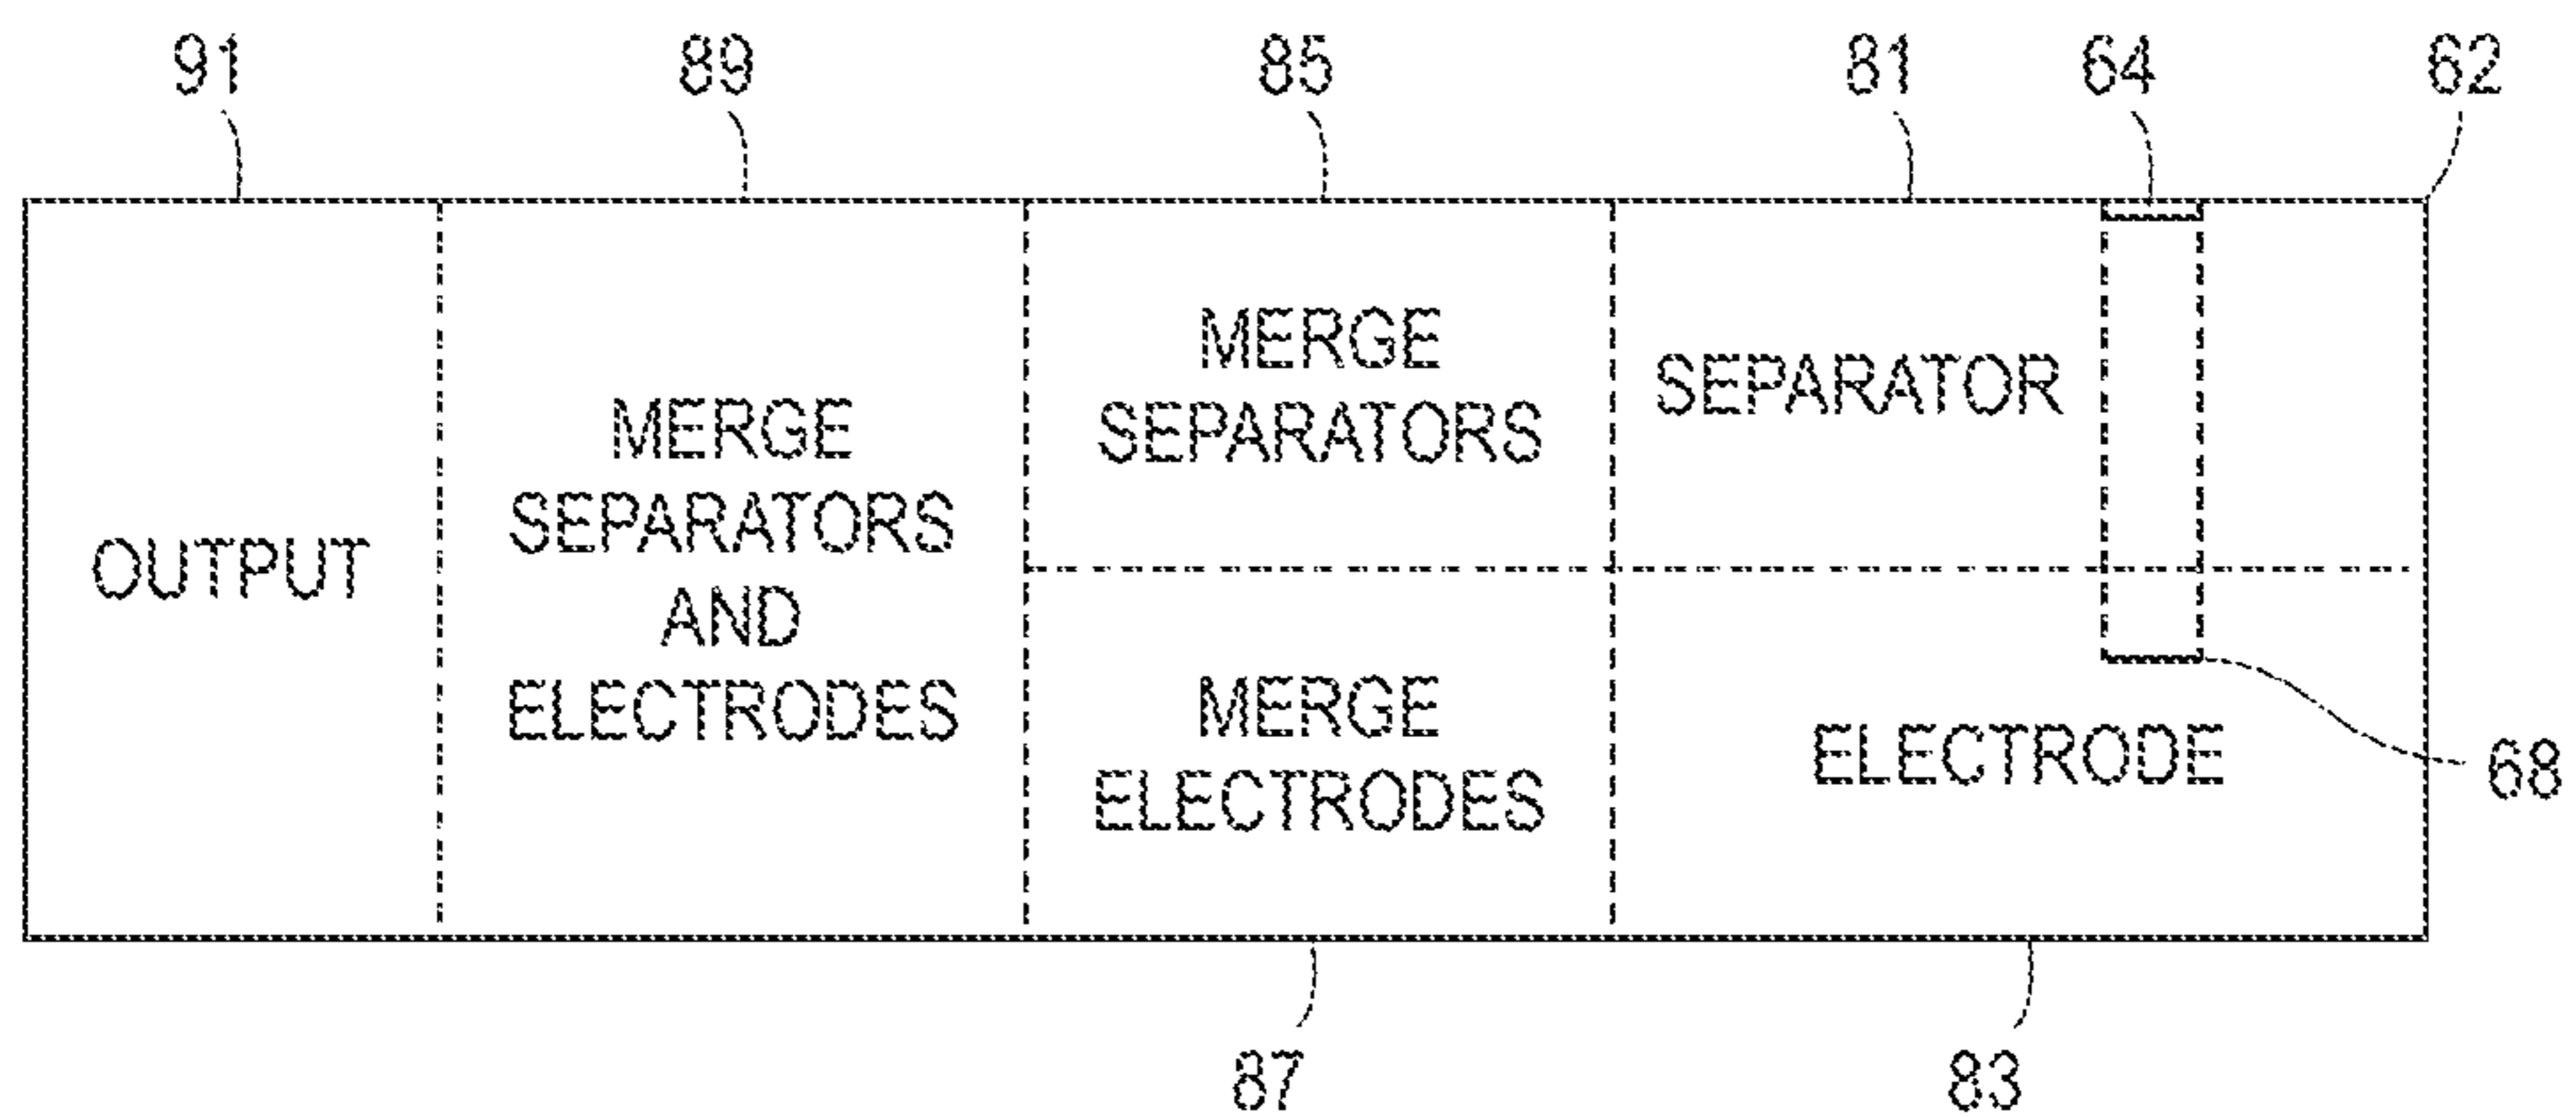 91
89
85
81
64
62
OUTPUT
MERGE
SEPARATORS
AND
ELECTRODES
MERGE
SEPARATORS
MERGE
ELECTRODES
SEPARATOR
ELECTRODE
68
87
83